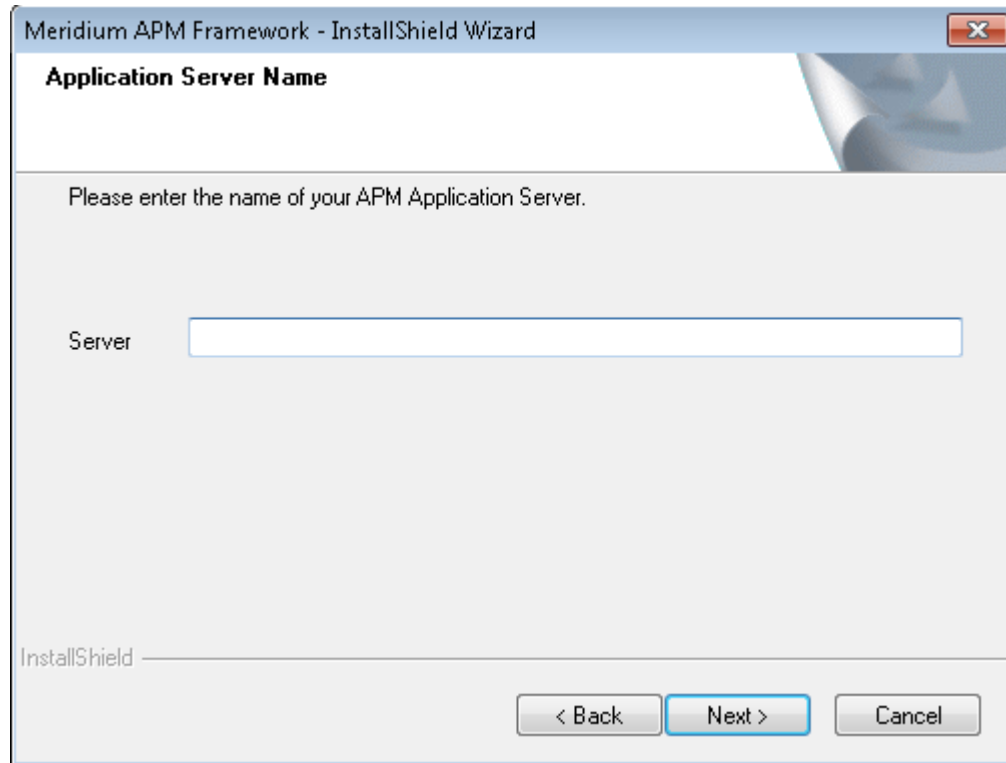 Meridium APM Framework - InstallShield Wizard
Application Server Name
Please enter the name of your APM Application Server.
Server
InstallShield
< Back
Next >
Cancel